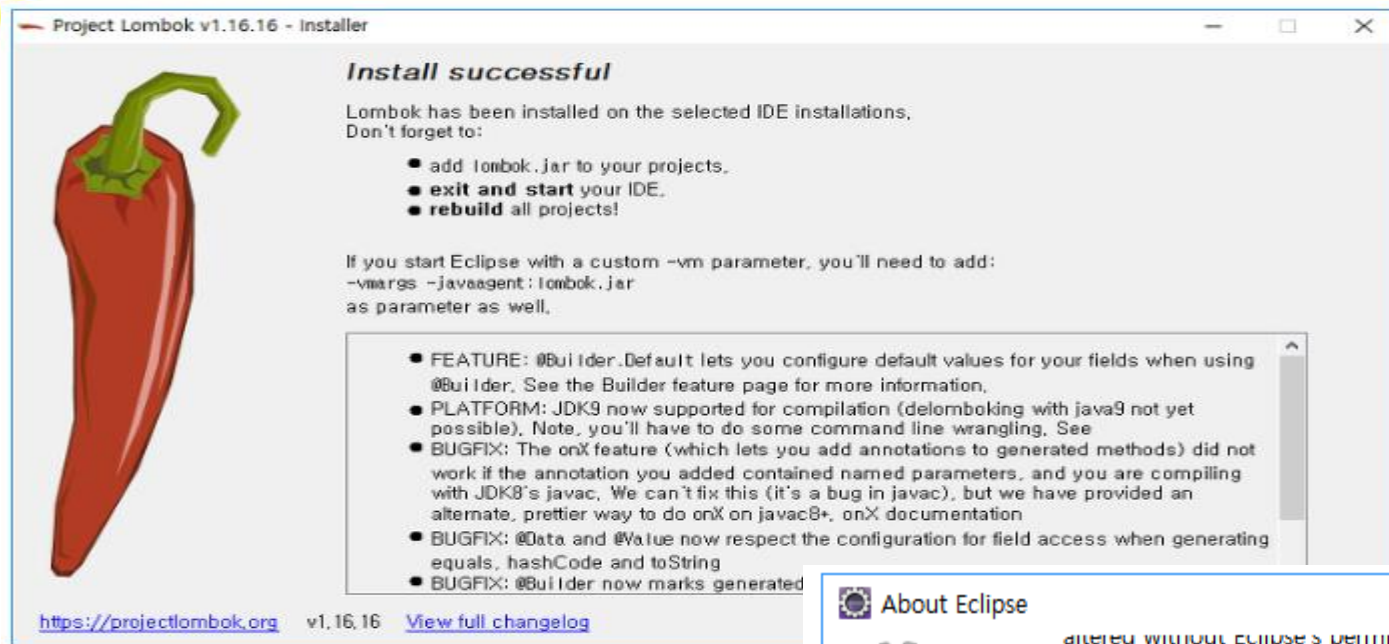 Project Lombok v1.16.16 - Installer
Install successful
Lombok has been installed on the selected IDE installations.
Don't forget to:
● add lombok.jar to your projects.
● exit and start your IDE.
● rebuild all projects!
If you start Eclipse with a custom -vm parameter, you'll need to add:
-vmargs -javaagent:lombok.jar
as parameter as well.
● FEATURE: @Builder.Default lets you configure default values for your fields when using
@Builder. See the Builder feature page for more information.
● PLATFORM: JDK9 now supported for compilation (delomboking with java9 not yet
possible). Note, you'll have to do some command line wrangling. See
● BUGFIX: The onX feature (which lets you add annotations to generated methods) did not
work if the annotation you added contained named parameters, and you are compiling
with JDK8's javac. We can't fix this (it's a bug in javac), but we have provided an
alternate, prettier way to do onX on javac8+. onX documentation
● BUGFIX: @Data and @Value now respect the configuration for field access when generating
equals, hashCode and toString
● BUGFIX: @Builder now marks generated
https://projectlombok.org v1.16.16 View full changelog
About Eclipse
altered without Eclipse's